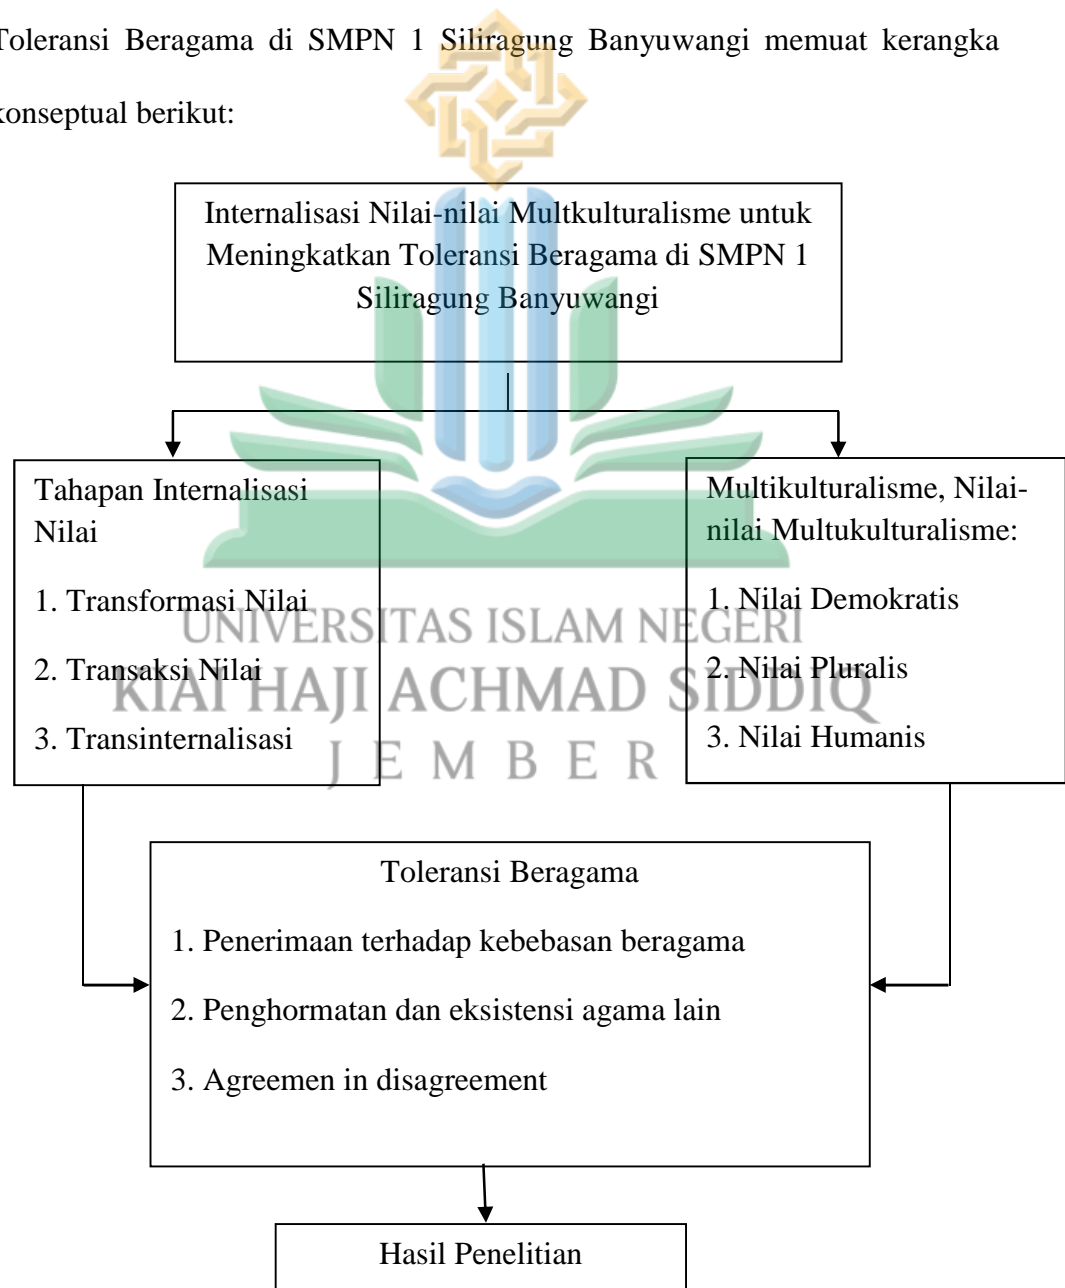 Toleransi Beragama di SMPN 1 Siliragung Banyuwangi memuat kerangka
konseptual berikut:
Internalisasi Nilai-nilai Multkulturalisme untuk
Meningkatkan Toleransi Beragama di SMPN 1
Siliragung Banyuwangi
Tahapan Internalisasi
Nilai
1. Transformasi Nilai
2. Transaksi Nilai
3. Transinternalisasi
Multikulturalisme, Nilai-
nilai Multukulturalisme:
1. Nilai Demokratis
2. Nilai Pluralis
3. Nilai Humanis
UNIVERSITAS ISLAM NEGERI
KIAI HAJI ACHMAD SIDDIQ
JEMBER
Toleransi Beragama
1. Penerimaan terhadap kebebasan beragama
2. Penghormatan dan eksistensi agama lain
3. Agreemen in disagreement
Hasil Penelitian